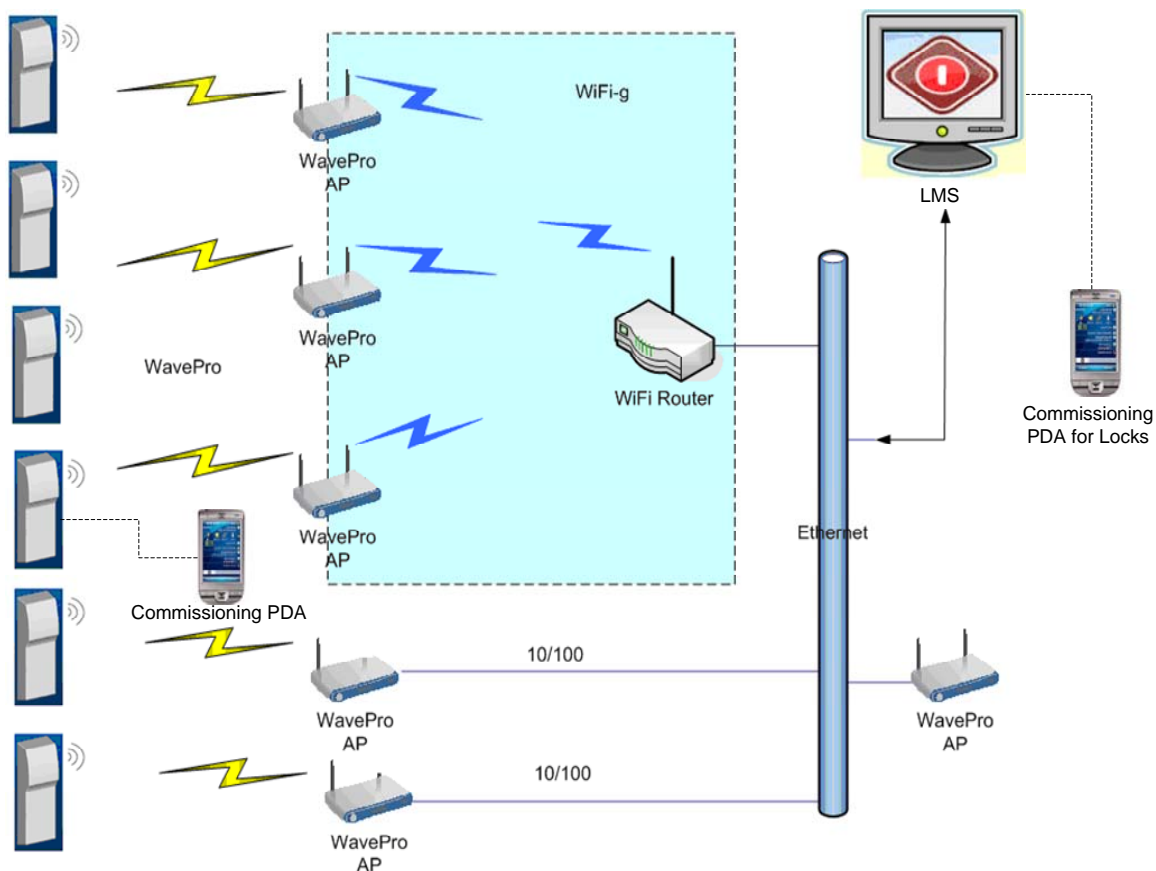 WiFi-g
WavePro
AP
LMS
WavePro
AP
WavePro
WiFi Router
Commissioning
PDA for Locks
WavePro
AP
Ethernet
Commissioning PDA
10/100
WavePro
AP
WavePro
AP
10/100
WavePro
AP